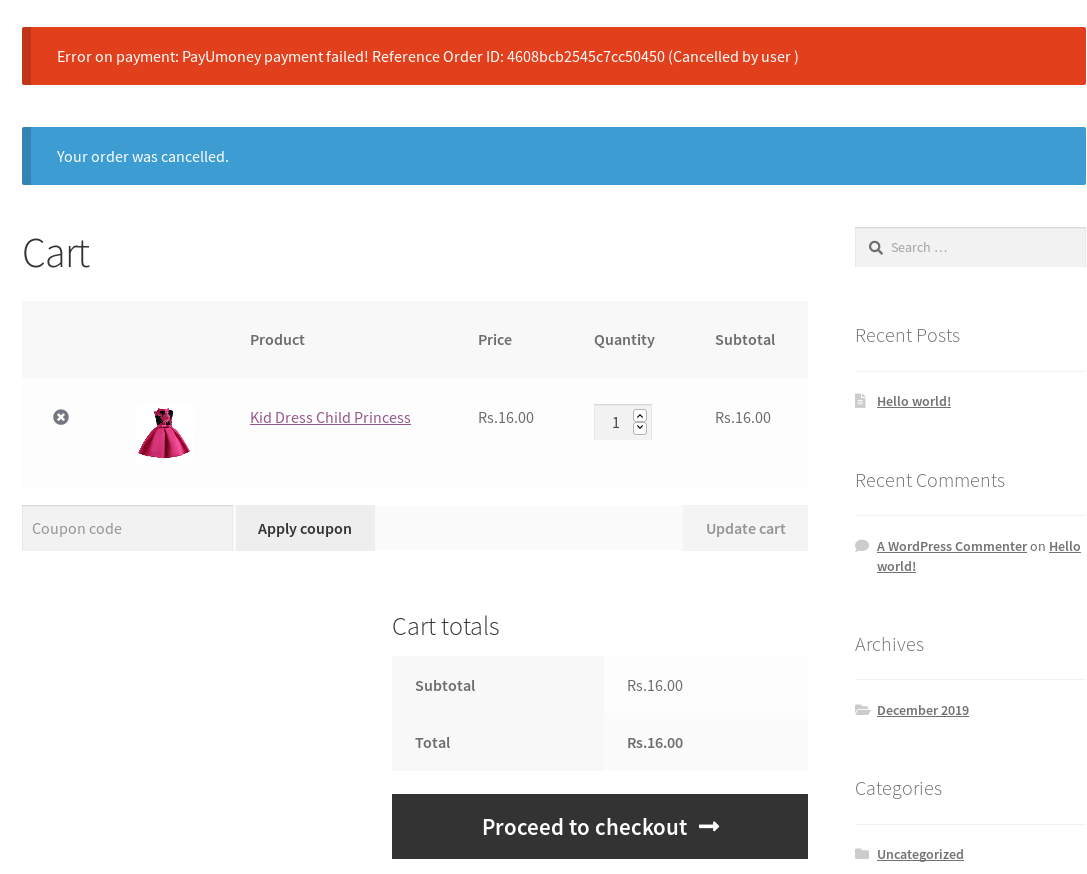 Error on payment: PayUmoney payment failed! Reference Order ID: 4608bcb2545c7cc50450 (Cancelled by user )
Your order was cancelled.
Cart
Product Price Quantity Subtotal
Kid Dress Child Princess Rs.16.00 1 Rs.16.00
Coupon code Apply coupon Update cart
Cart totals
Subtotal Rs.16.00
Total Rs.16.00
Proceed to checkout
Search …
Recent Posts
Hello world!
Recent Comments
A WordPress Commenter on Hello
world!
Archives
December 2019
Categories
Uncategorized